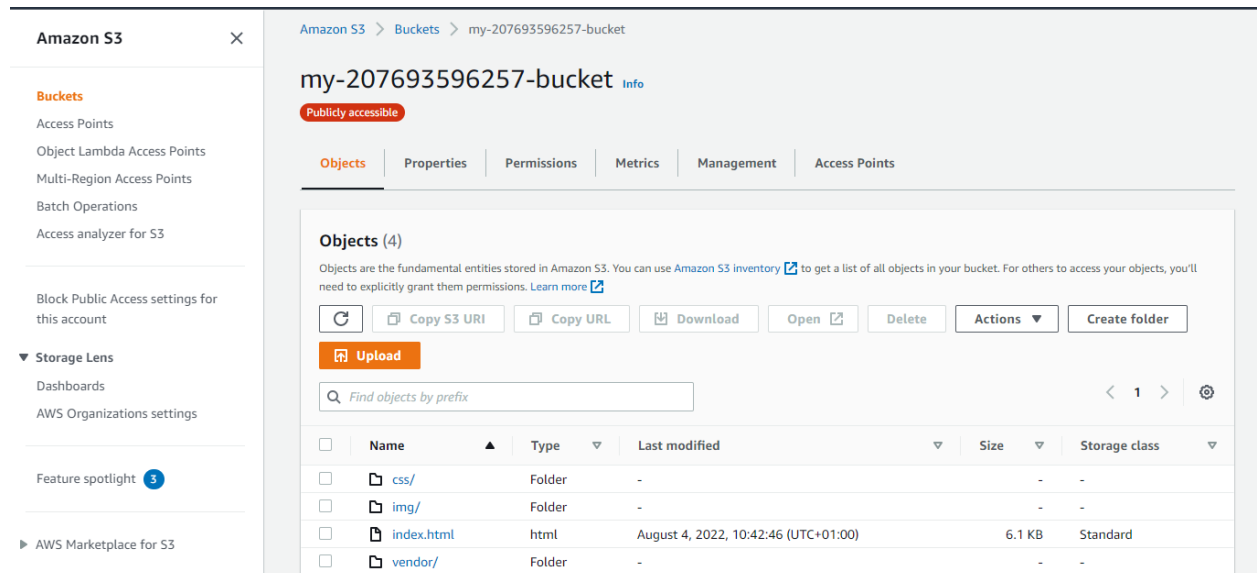 Amazon S3
Buckets
Access Points
Object Lambda Access Points
Multi-Region Access Points
Batch Operations
Access analyzer for S3
Block Public Access settings for
this account
Storage Lens
Dashboards
AWS Organizations settings
Feature spotlight 3
AWS Marketplace for S3
Amazon S3 > Buckets > my-207693596257-bucket
my-207693596257-bucket Info
Publicly accessible
Objects Properties Permissions Metrics Management Access Points
Objects (4)
Objects are the fundamental entities stored in Amazon S3. You can use Amazon S3 inventory to get a list of all objects in your bucket. For others to access your objects, you'll
need to explicitly grant them permissions. Learn more
Copy S3 URI Copy URL Download Open Delete Actions Create folder
Upload
Find objects by prefix
< 1 >
Name Type Last modified Size Storage class
css/ Folder - - -
img/ Folder - - -
index.html html August 4, 2022, 10:42:46 (UTC+01:00) 6.1 KB Standard
vendor/ Folder - - -